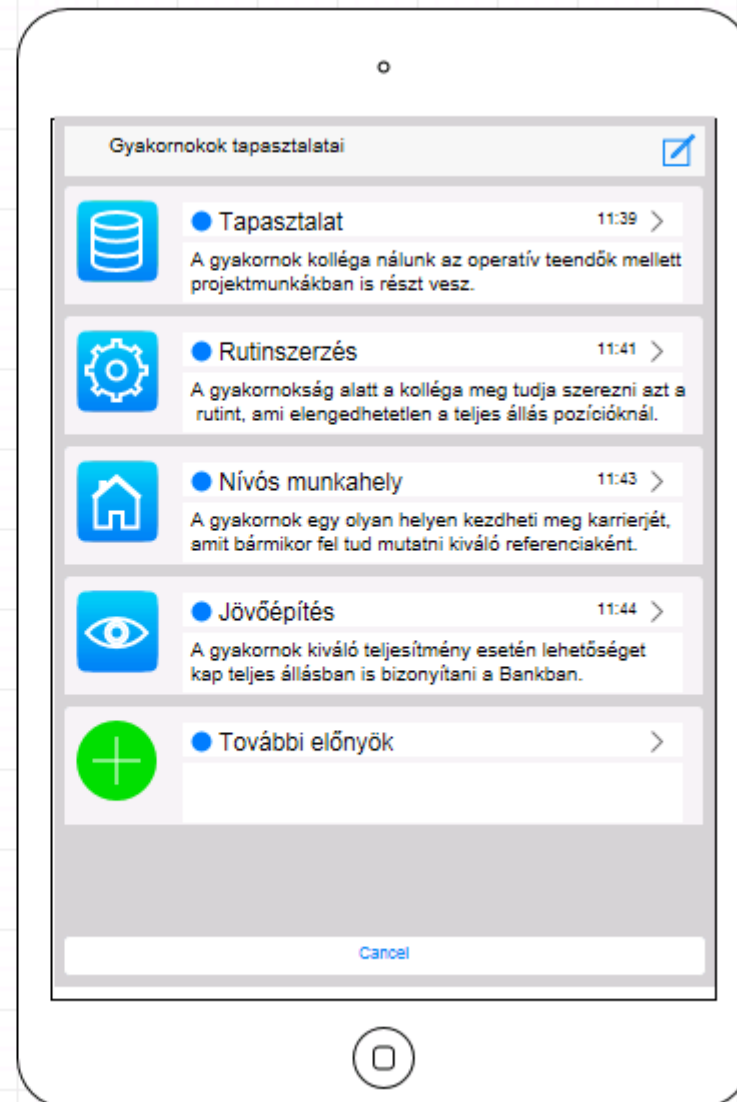 Gyakornokok tapasztalatai
Tapasztalat 11:39
A gyakornok kolléga nálunk az operatív teendők mellett
projektmunkákban is részt vesz.
Rutinszerzés 11:41
A gyakornokság alatt a kolléga meg tudja szerezni azt a
rutint, ami elengedhetetlen a teljes állás pozícióknál.
Nívós munkahely 11:43
A gyakornok egy olyan helyen kezdheti meg karrierjét,
amit bármikor fel tud mutatni kiváló referenciaként.
Jövőépítés 11:44
A gyakornok kiváló teljesítmény esetén lehetőséget
kap teljes állásban is bizonyítani a Bankban.
További előnyök
Cancel